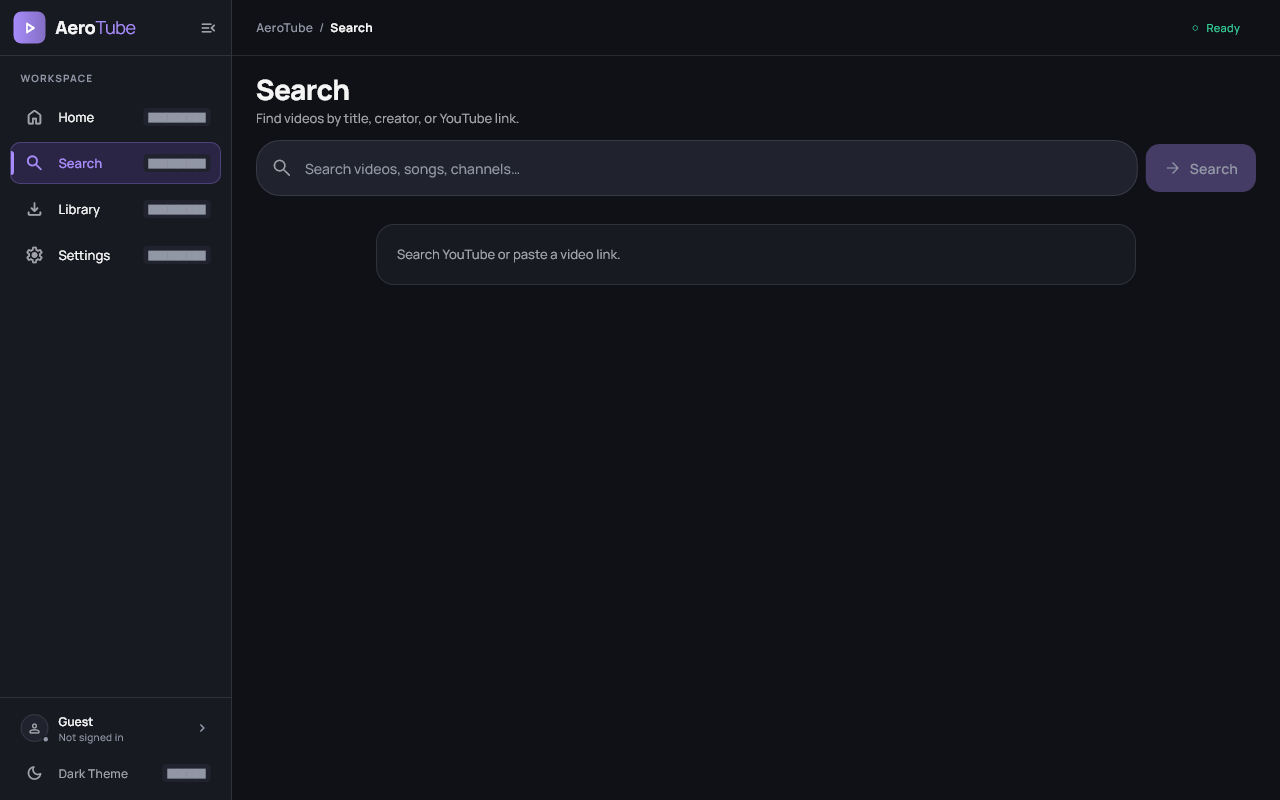 AeroTube
AeroTube / Search
Ready
WORKSPACE
Home
Search
Library
Settings
Search
Find videos by title, creator, or YouTube link.
Search videos, songs, channels…
Search
Search YouTube or paste a video link.
Guest
Not signed in
Dark Theme